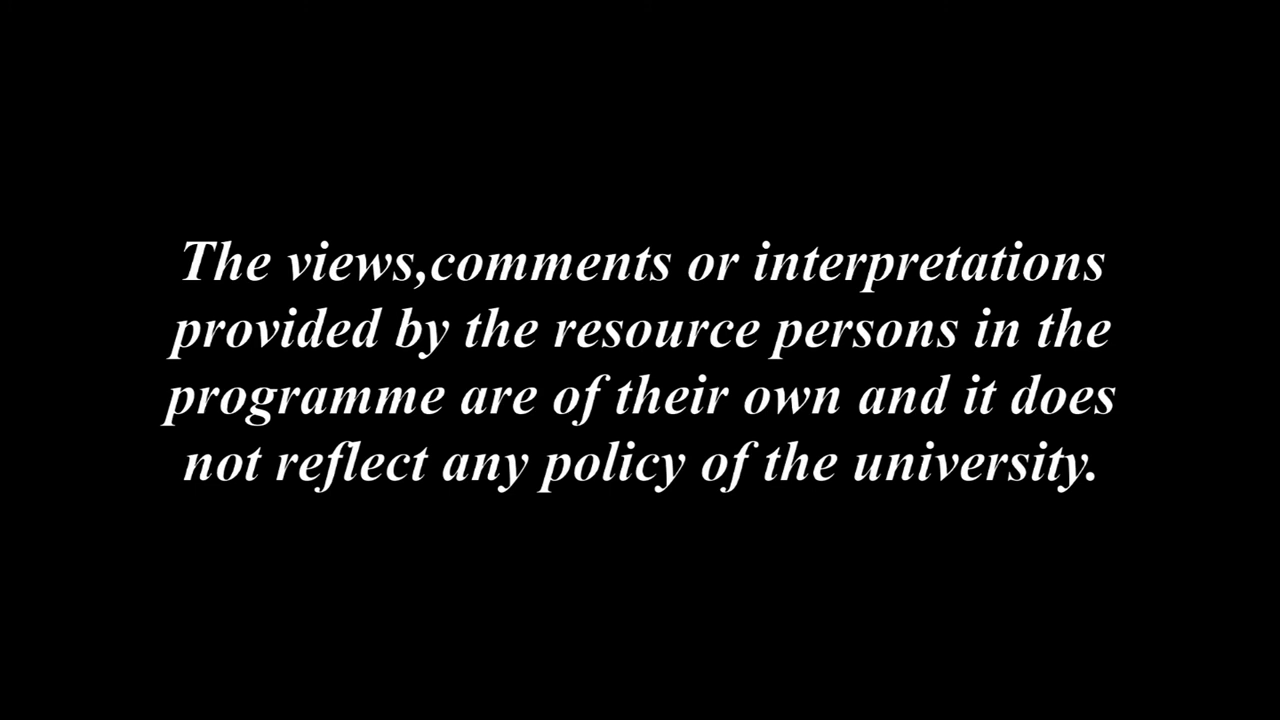 The views,comments or interpretations
provided by the resource persons in the
programme are of their own and it does
not reflect any policy of the university.